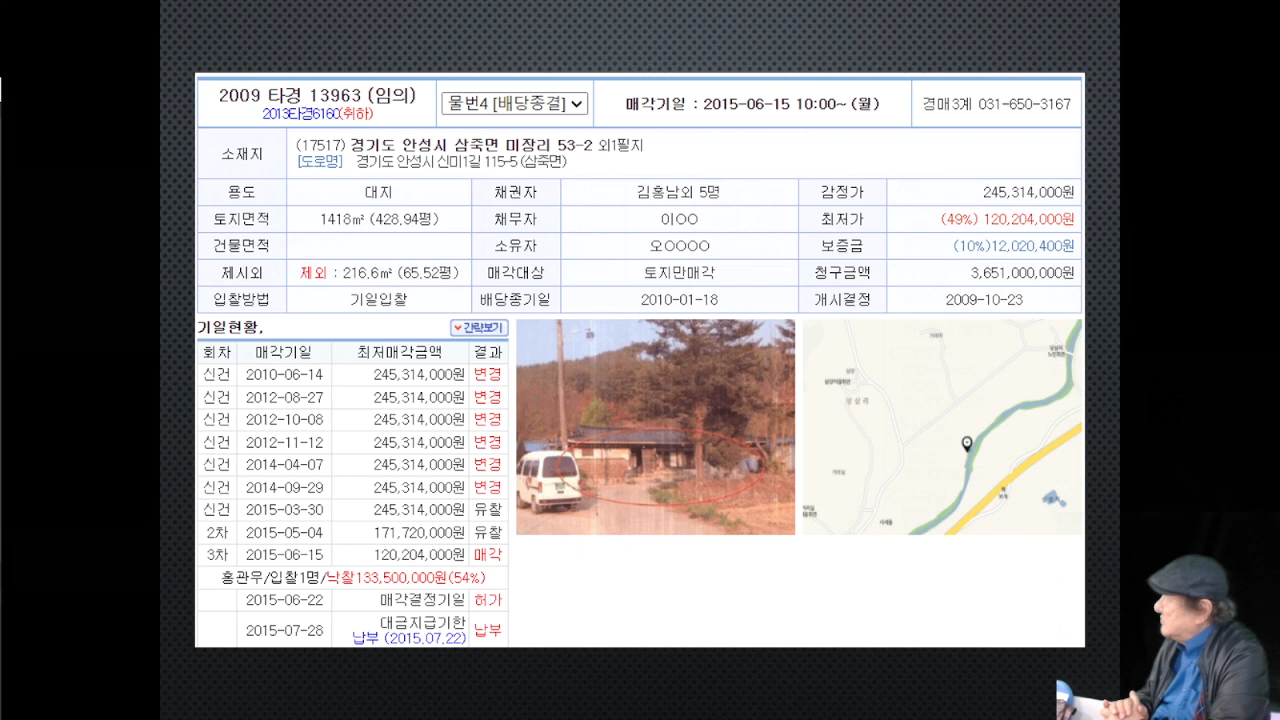 2009 타경 13963 (임의)
2013타경6160(취하)
물번4 [배당종결]
매각기일 : 2015-06-15 10:00~ (월)
경매3계 031-650-3167
소재지
(17517) 경기도 안성시 삼죽면 미장리 53-2 외1필지
[도로명] 경기도 안성시 신미1길 115-5 (삼죽면)
용도 대지 채권자 김홍남외 5명 감정가 245,314,000원
토지면적 1418㎡ (428.94평) 채무자 이OO 최저가 (49%) 120,204,000원
건물면적 소유자 오OOOO 보증금 (10%)12,020,400원
제시외 제외 : 216.6㎡ (65.52평) 매각대상 토지만매각 청구금액 3,651,000,000원
입찰방법 기일입찰 배당종기일 2010-01-18 개시결정 2009-10-23
기일현황,
간략보기
회차 매각기일 최저매각금액 결과
신건 2010-06-14 245,314,000원 변경
신건 2012-08-27 245,314,000원 변경
신건 2012-10-08 245,314,000원 변경
신건 2012-11-12 245,314,000원 변경
신건 2014-04-07 245,314,000원 변경
신건 2014-09-29 245,314,000원 변경
신건 2015-03-30 245,314,000원 유찰
2차 2015-05-04 171,720,000원 유찰
3차 2015-06-15 120,204,000원 매각
홍관우/입찰1명/낙찰133,500,000원(54%)
2015-06-22 매각결정기일 허가
2015-07-28 대금지급기한
납부 (2015.07.22) 납부